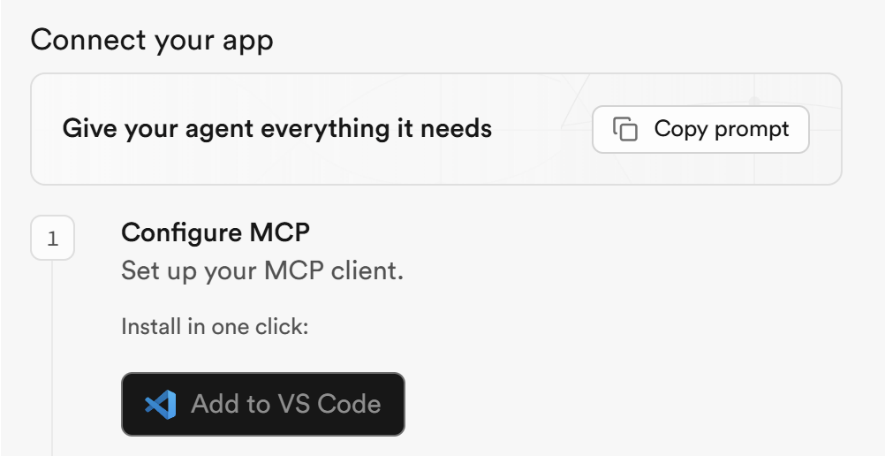 Connect your app
Give your agent everything it needs
Copy prompt
1
Configure MCP
Set up your MCP client.
Install in one click:
Add to VS Code